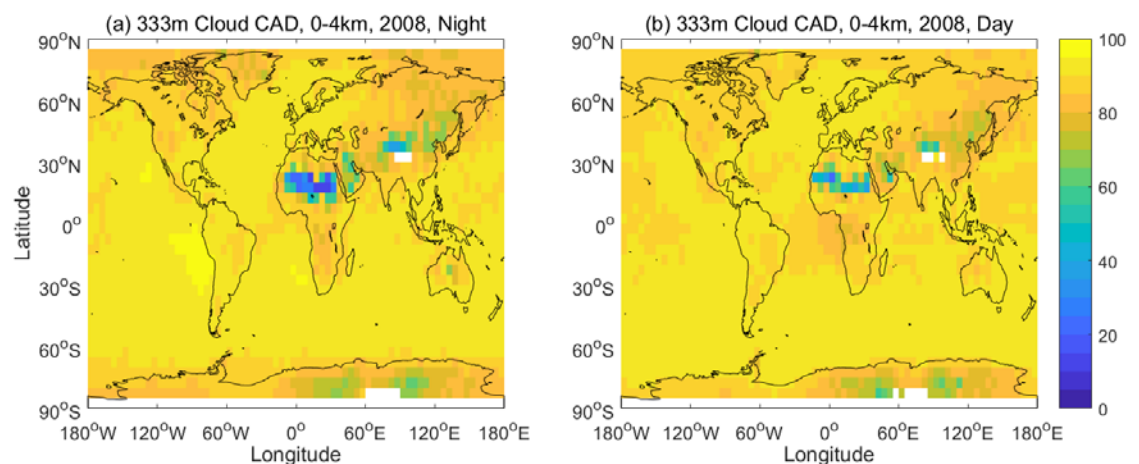 (a) 333m Cloud CAD, 0-4km, 2008, Night
90°N
60°N
30°N
0°
30°S
60°S
90°S
Latitude
180°W 120°W 60°W 0° 60°E 120°E 180°E
Longitude
(b) 333m Cloud CAD, 0-4km, 2008, Day
90°N
60°N
30°N
0°
30°S
60°S
90°S
180°W 120°W 60°W 0° 60°E 120°E 180°E
Longitude
100
80
60
40
20
0